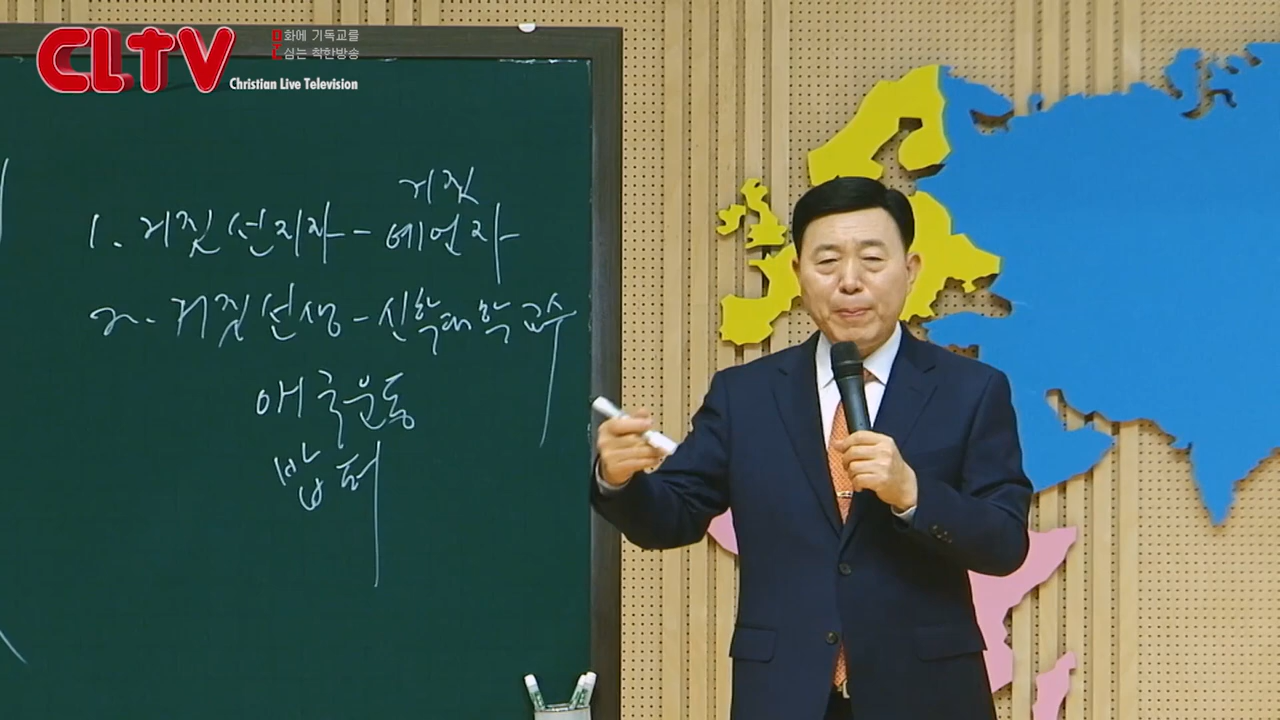 CLTV
문화에 기독교를
심는 착한방송
Christian Live Television
거짓
1. 거짓선지자 - 예언자
2. 거짓선생 - 신학대학교수
애국운동
밥퍼